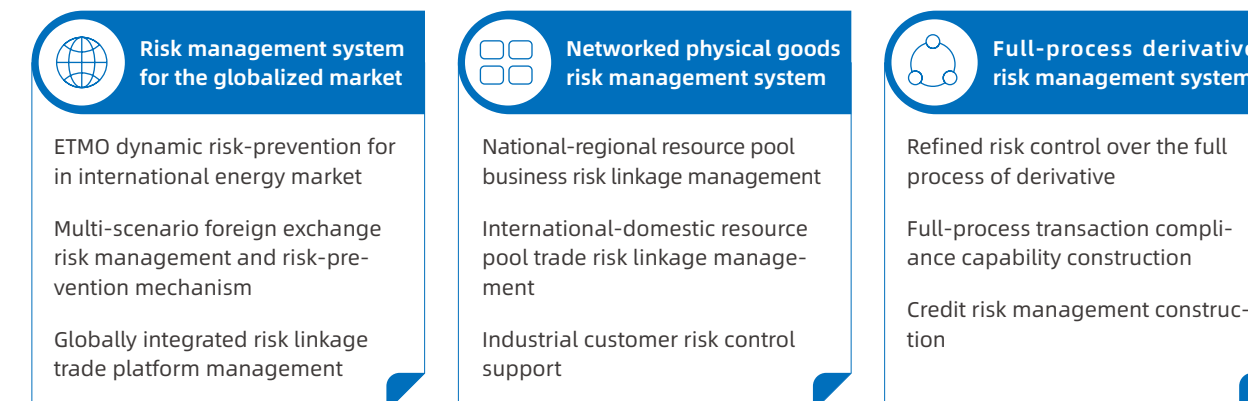 Risk management system
for the globalized market
ETMO dynamic risk-prevention for
in international energy market
Multi-scenario foreign exchange
risk management and risk-pre-
vention mechanism
Globally integrated risk linkage
trade platform management
Networked physical goods
risk management system
National-regional resource pool
business risk linkage management
International-domestic resource
pool trade risk linkage manage-
ment
Industrial customer risk control
support
Full-process derivative
risk management system
Refined risk control over the full
process of derivative
Full-process transaction compli-
ance capability construction
Credit risk management construc-
tion